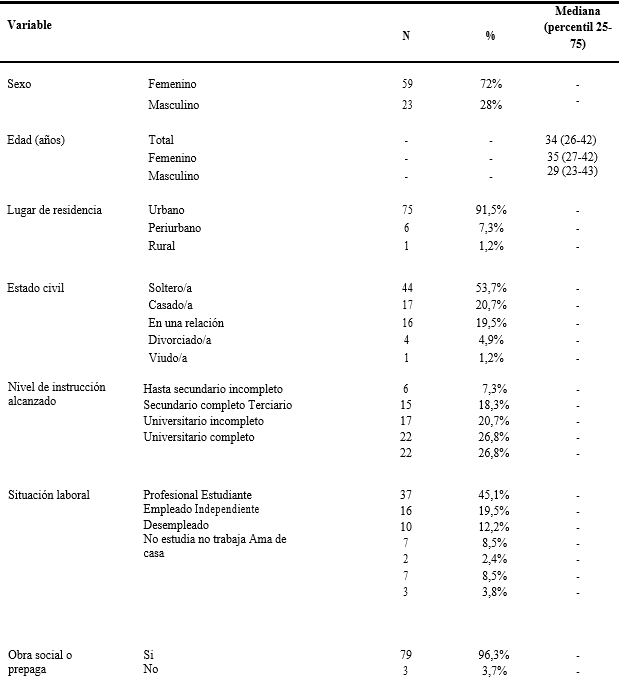 Variable N % Mediana (percentil 25-75)
Sexo Femenino 59 72% -
Masculino 23 28% -
Edad (años) Total - - 34 (26-42)
Femenino - - 35 (27-42)
Masculino - - 29 (23-43)
Lugar de residencia Urbano 75 91,5% -
Periurbano 6 7,3% -
Rural 1 1,2% -
Estado civil Soltero/a 44 53,7% -
Casado/a 17 20,7% -
En una relación 16 19,5% -
Divorciado/a 4 4,9% -
Viudo/a 1 1,2% -
Nivel de instrucción Hasta secundario incompleto 6 7,3% -
alcanzado Secundario completo Terciario 15 18,3% -
Universitario incompleto 17 20,7% -
Universitario completo 22 26,8% -
22 26,8% -
Situación laboral Profesional Estudiante 37 45,1% -
Empleado Independiente 16 19,5% -
Desempleado 10 12,2% -
No estudia no trabaja Ama de 7 8,5% -
casa 2 2,4% -
7 8,5% -
3 3,8% -
Obra social o Si 79 96,3% -
prepaga No 3 3,7% -